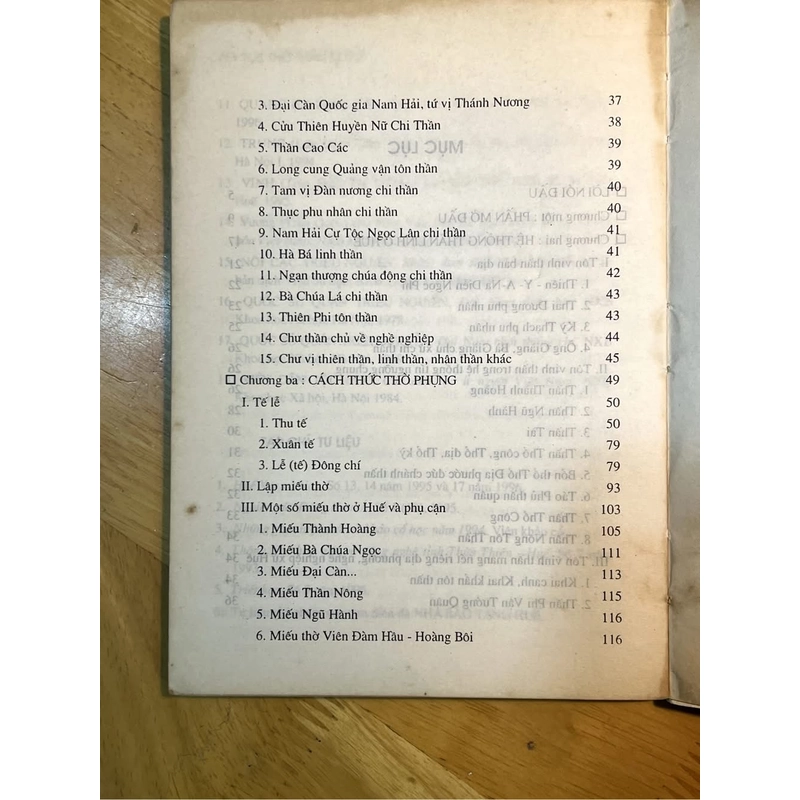 3. Đại Càn Quốc gia Nam Hải, tứ vị Thánh Nương 37
4. Cửu Thiên Huyền Nữ Chi Thần 38
5. Thần Cao Các 39
6. Long cung Quảng vận tôn thần 39
7. Tam vị Đàn nương chi thần 40
8. Thục phu nhân chi thần 40
9. Nam Hải Cự Tộc Ngọc Lân chi thần 41
10. Hà Bá linh thần 41
11. Ngạn thượng chúa động chi thần 42
12. Bà Chúa Lá chi thần 43
13. Thiên Phi tôn thần 43
14. Chư thần chủ về nghề nghiệp 44
15. Chư vị thiên thần, linh thần, nhân thần khác 45
☐ Chương ba : CÁCH THỨC THỜ PHỤNG 49
I. Tế lễ 50
1. Thu tế 50
2. Xuân tế 79
3. Lễ (tế) Đông chí 79
II. Lập miếu thờ 93
III. Một số miếu thờ ở Huế và phụ cận 103
1. Miếu Thành Hoàng 105
2. Miếu Bà Chúa Ngọc 111
3. Miếu Đại Càn... 113
4. Miếu Thần Nông 115
5. Miếu Ngũ Hành 116
6. Miếu thờ Viên Đàm Hầu - Hoàng Bôi 116